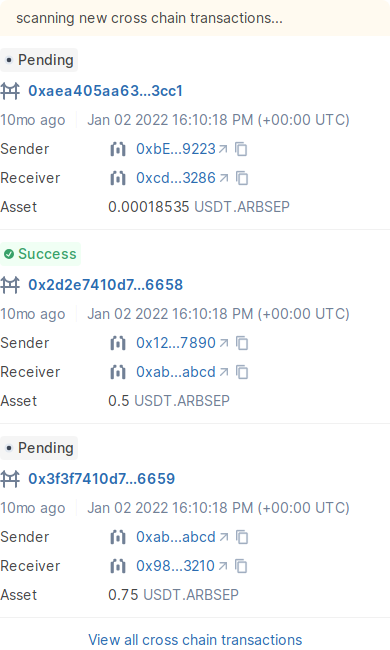 scanning new cross chain transactions...
Pending
0xaea405aa63...3cc1
10mo ago Jan 02 2022 16:10:18 PM (+00:00 UTC)
Sender 0xbE...9223
Receiver 0xcd...3286
Asset 0.00018535 USDT.ARBSEP
Success
0x2d2e7410d7...6658
10mo ago Jan 02 2022 16:10:18 PM (+00:00 UTC)
Sender 0x12...7890
Receiver 0xab...abcd
Asset 0.5 USDT.ARBSEP
Pending
0x3f3f7410d7...6659
10mo ago Jan 02 2022 16:10:18 PM (+00:00 UTC)
Sender 0xab...abcd
Receiver 0x98...3210
Asset 0.75 USDT.ARBSEP
View all cross chain transactions